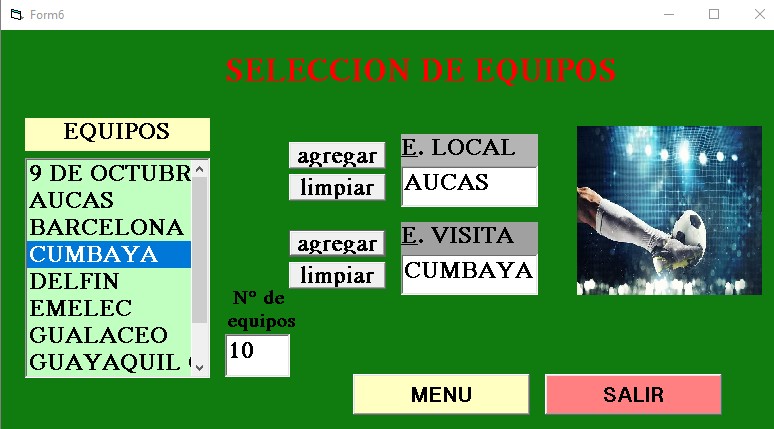 Form6
SELECCION DE EQUIPOS
EQUIPOS
9 DE OCTUBR
AUCAS
BARCELONA
CUMBAYA
DELFIN
EMELEC
GUALACEO
GUAYAQUIL
agregar
limpiar
E. LOCAL
AUCAS
agregar
limpiar
E. VISITA
CUMBAYA
Nº de
equipos
10
MENU
SALIR